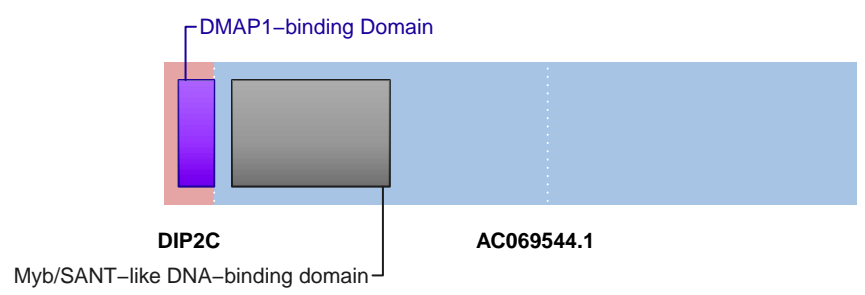 DMAP1−binding Domain
DIP2C
AC069544.1
Myb/SANT−like DNA−binding domain